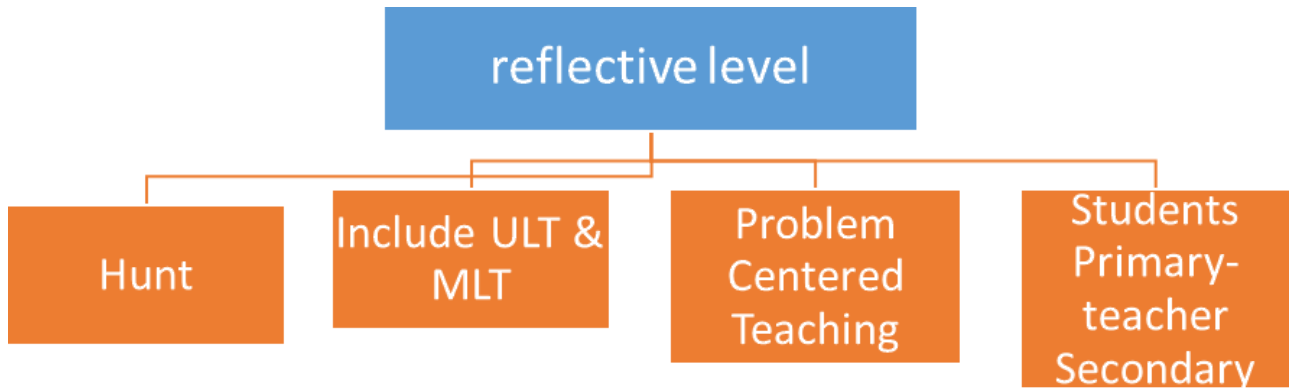 reflective level
Hunt
Include ULT &
MLT
Problem
Centered
Teaching
Students
Primary-
teacher
Secondary